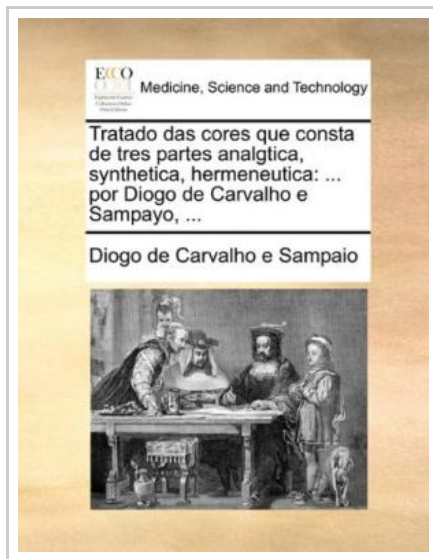 ECCO
Medicine, Science and Technology
Tratado das cores que consta
de tres partes analgtica,
synthetica, hermeneutica: ...
por Diogo de Carvalho e
Sampayo, ...
Diogo de Carvalho e Sampaio